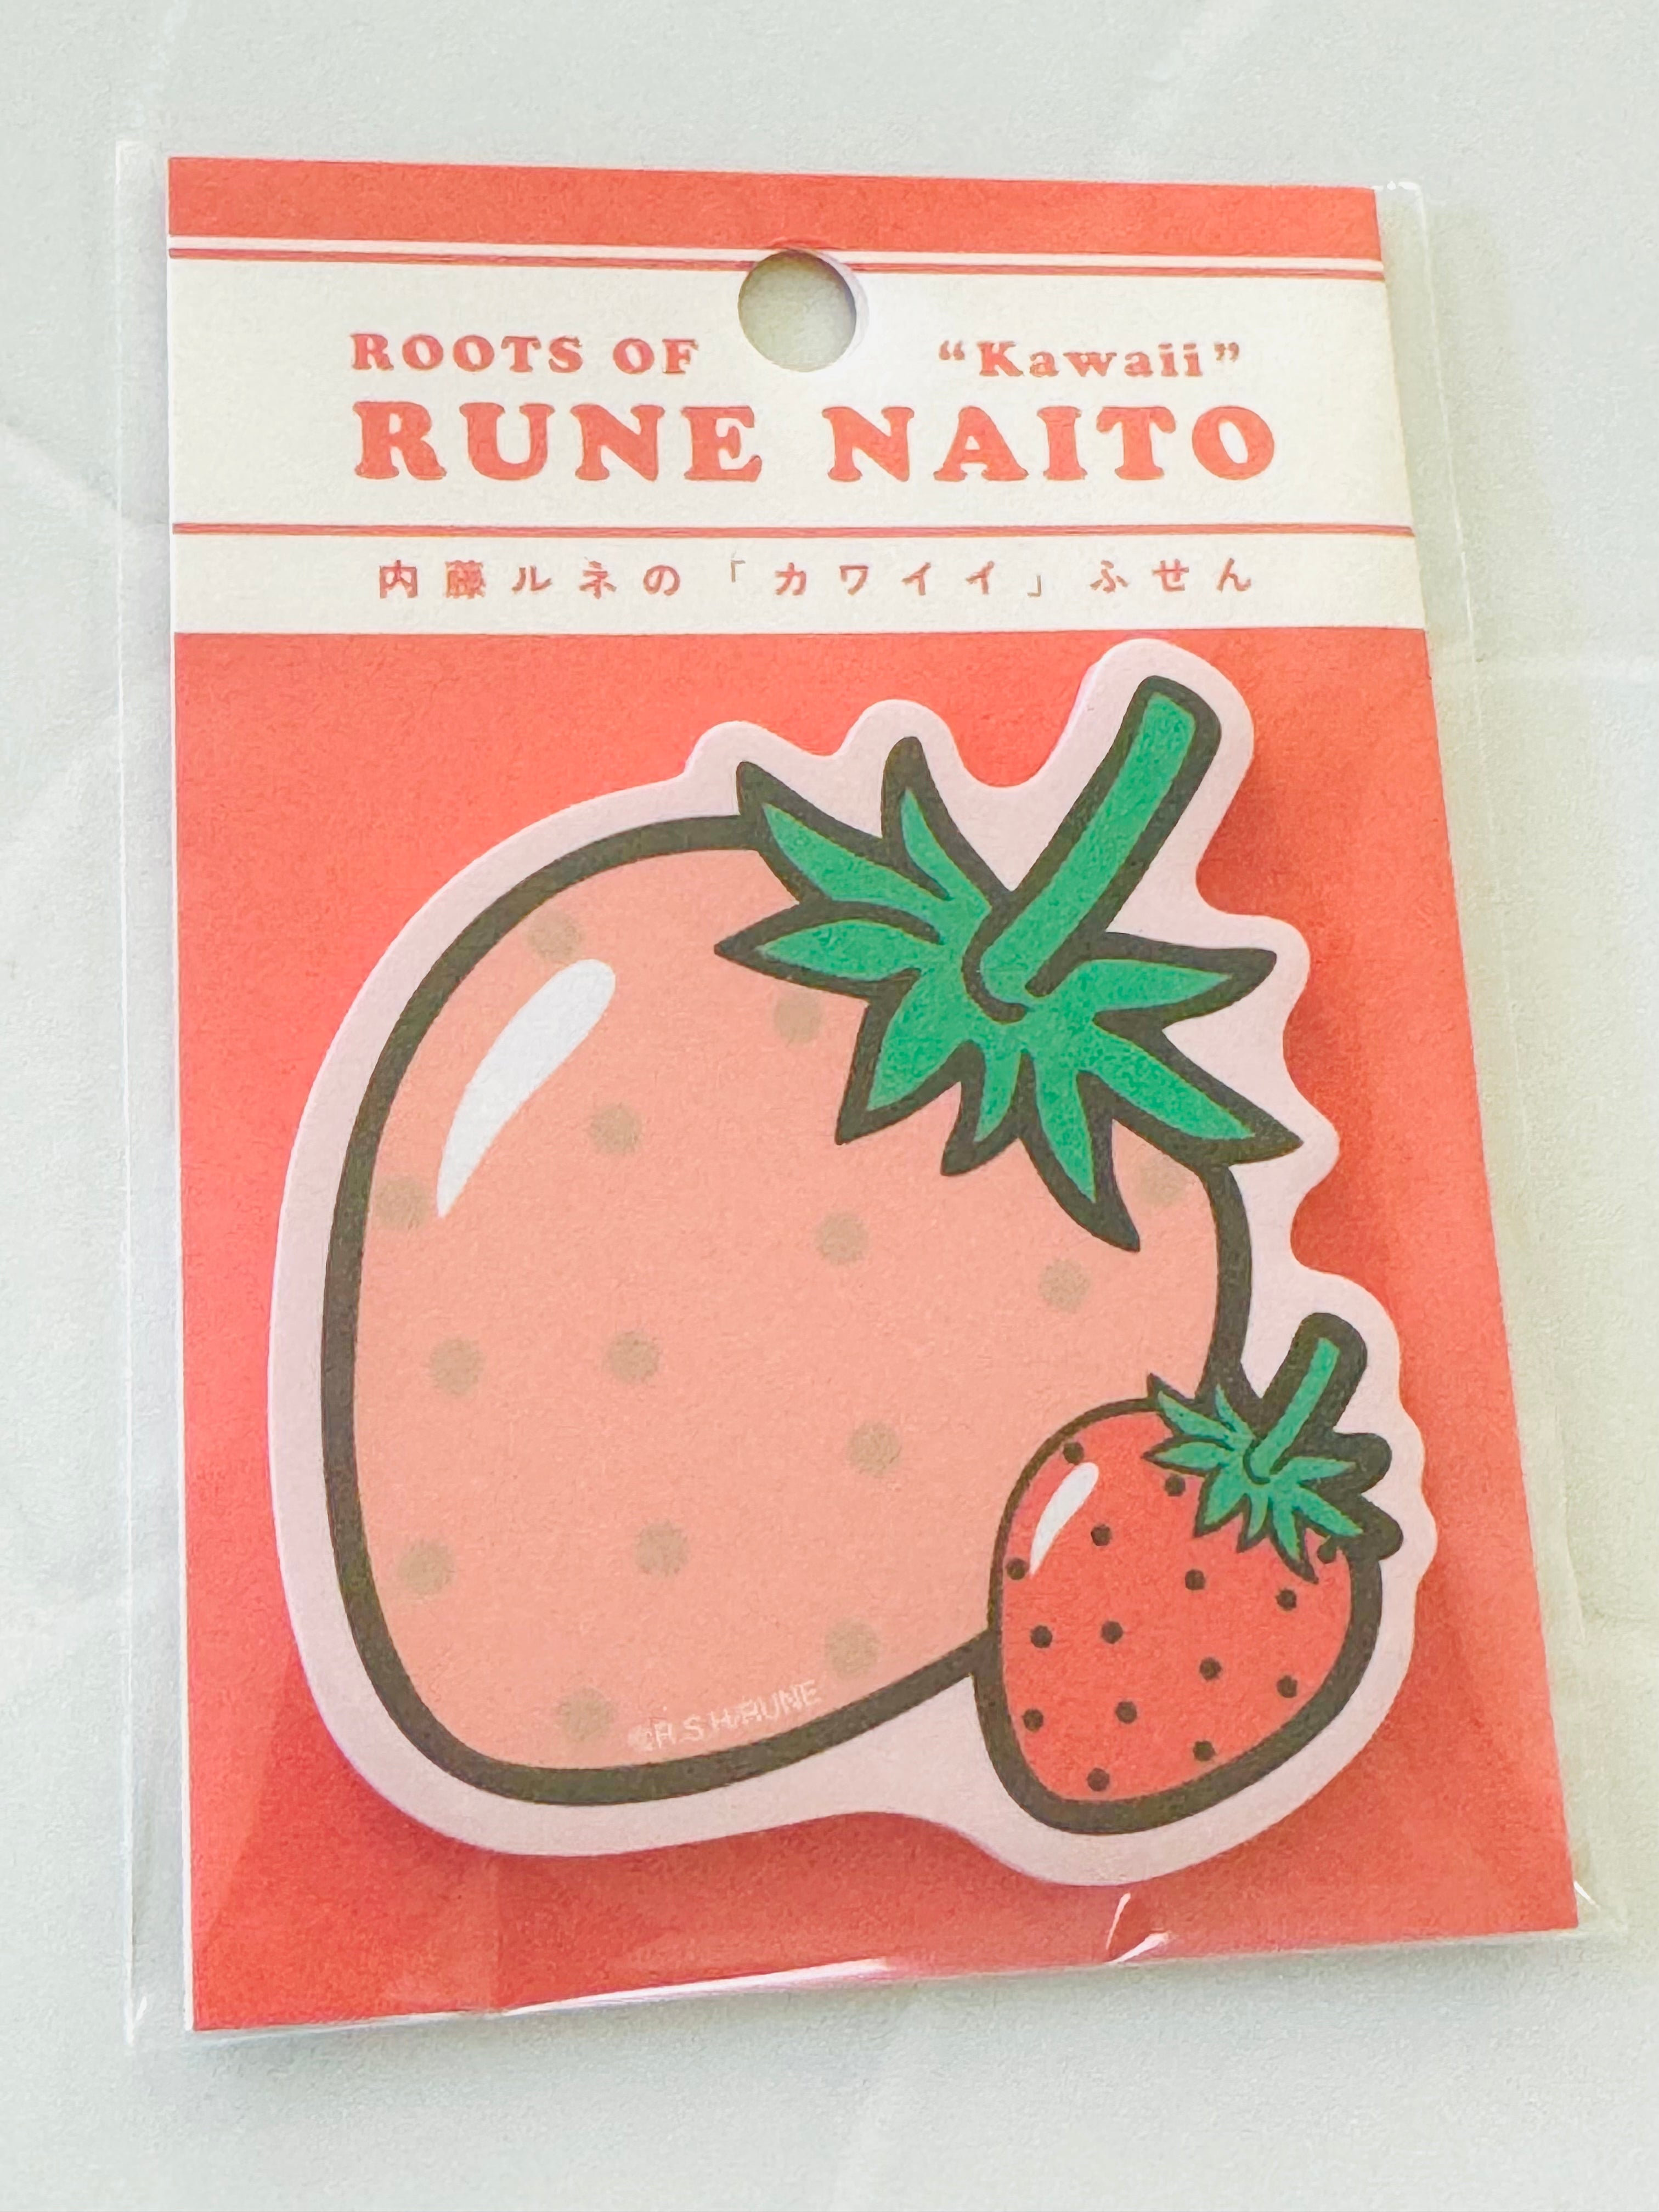 ROOTS OF “Kawaii”
RUNE NAITO
内藤ルネの「カワイイ」ふせん
©R.S.H/RUNE